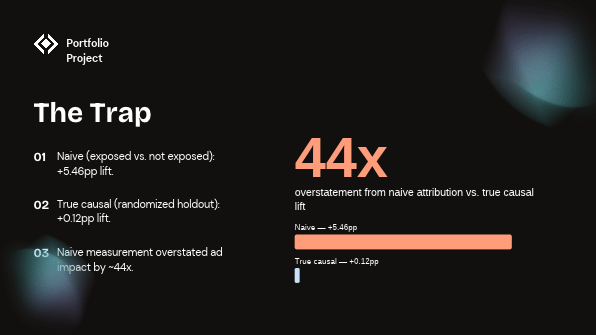 Portfolio
Project
The Trap
01 Naive (exposed vs. not exposed):
+5.46pp lift.
02 True causal (randomized holdout):
+0.12pp lift.
03 Naive measurement overstated ad
impact by ~44x.
44x
overstatement from naive attribution vs. true causal
lift
Naive — +5.46pp
True causal — +0.12pp